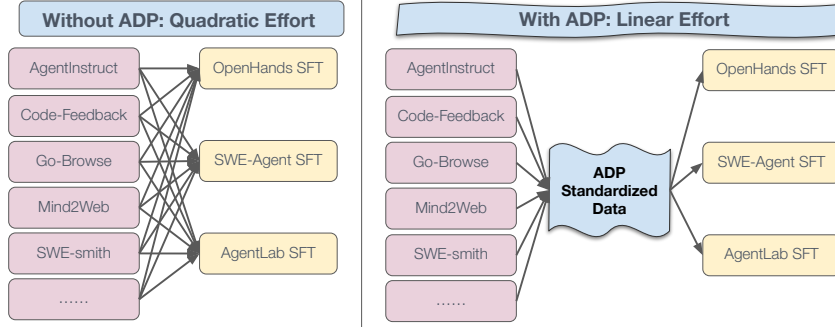 Without ADP: Quadratic Effort
AgentInstruct
Code-Feedback
Go-Browse
Mind2Web
SWE-smith
......
OpenHands SFT
SWE-Agent SFT
AgentLab SFT
With ADP: Linear Effort
AgentInstruct
Code-Feedback
Go-Browse
Mind2Web
SWE-smith
......
ADP
Standardized
Data
OpenHands SFT
SWE-Agent SFT
AgentLab SFT